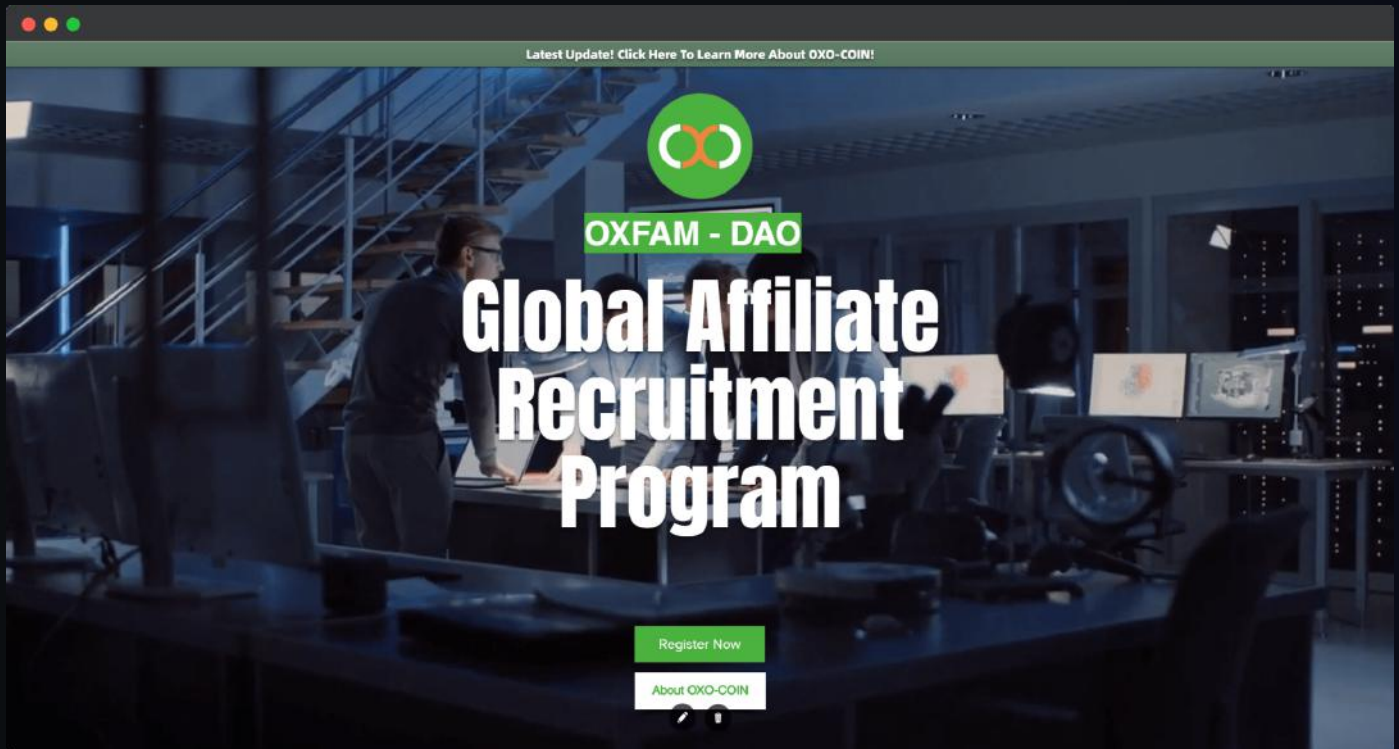 Latest Update! Click Here To Learn More About OXO-COIN!
OXFAM - DAO
Global Affiliate
Recruitment
Program
Register Now
About OXO-COIN